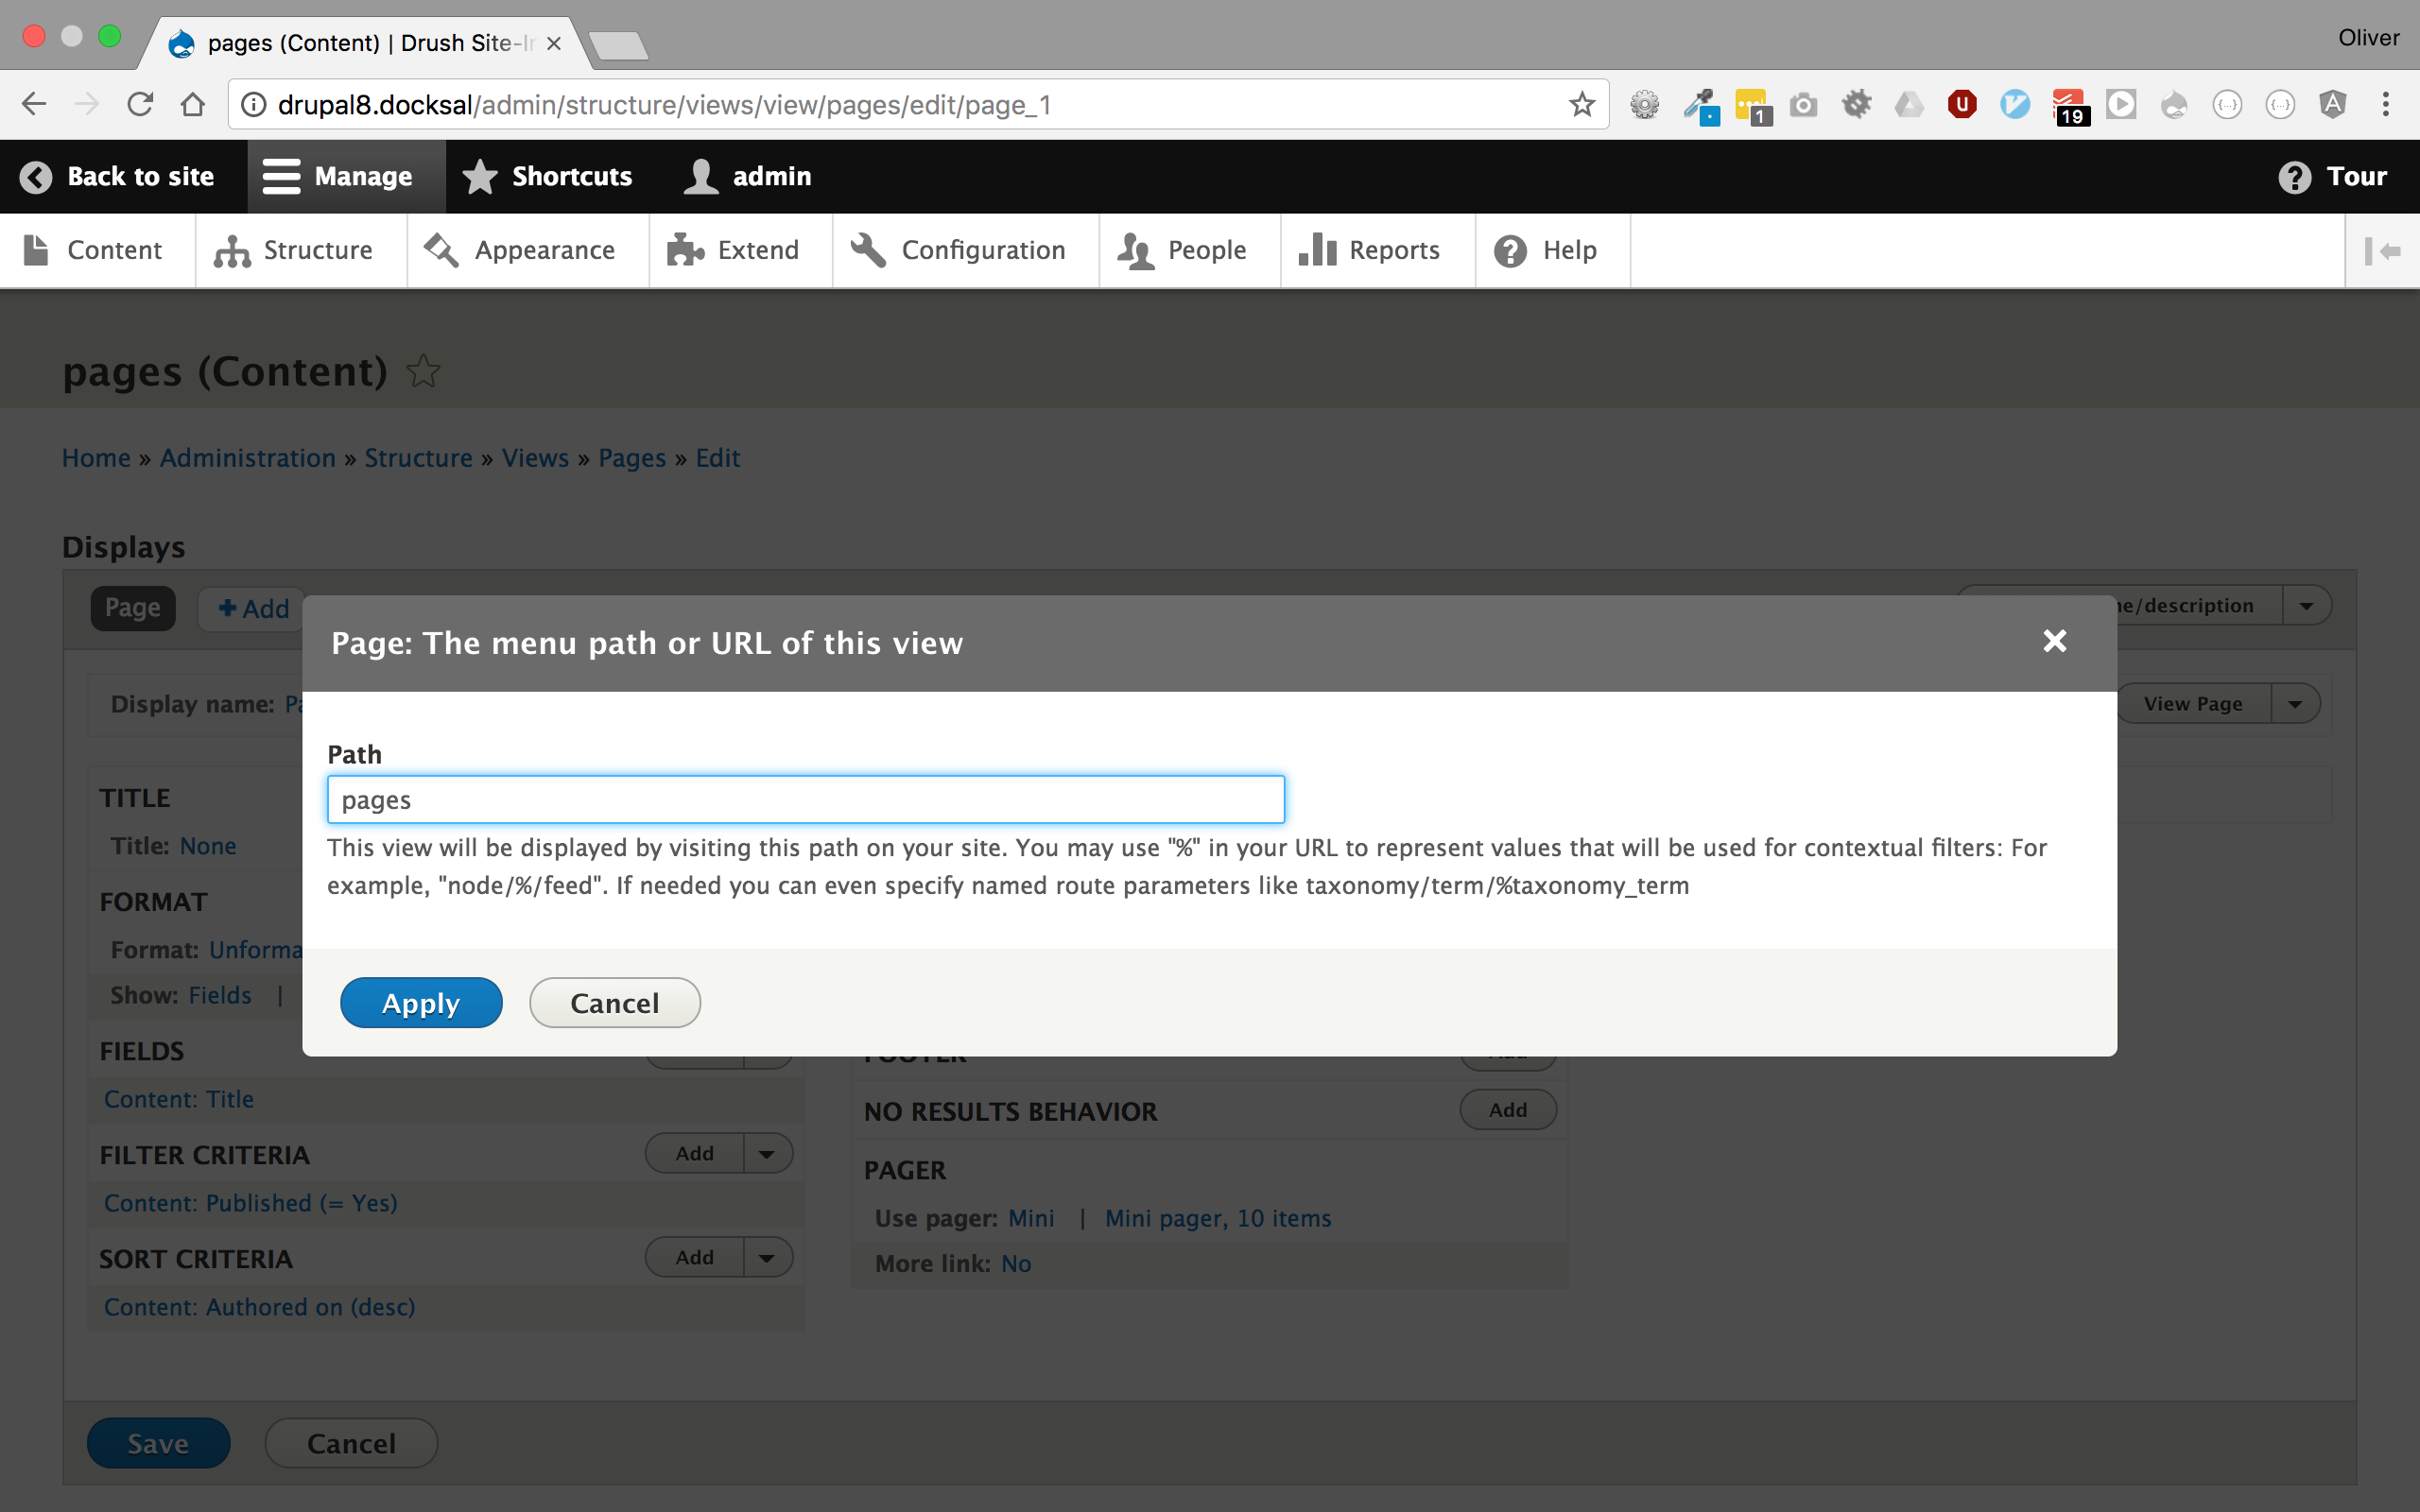 pages (Content) | Drush Site-In
Oliver
drupal8.docksal/admin/structure/views/view/pages/edit/page_1
1
19
Back to site
Manage
Shortcuts
admin
Tour
Content
Structure
Appearance
Extend
Configuration
People
Reports
Help
pages (Content)
Home » Administration » Structure » Views » Pages » Edit
Displays
Page
Add
/description
Page: The menu path or URL of this view
Display name:
View Page
Path
pages
This view will be displayed by visiting this path on your site. You may use "%" in your URL to represent values that will be used for contextual filters: For
example, "node/%/feed". If needed you can even specify named route parameters like taxonomy/term/%taxonomy_term
Apply
Cancel
TITLE
Title: None
FORMAT
Format: Unforma
Show: Fields |
FIELDS
Content: Title
FILTER CRITERIA
Add
Content: Published (= Yes)
SORT CRITERIA
Add
Content: Authored on (desc)
FOOTER
Add
NO RESULTS BEHAVIOR
Add
PAGER
Use pager: Mini | Mini pager, 10 items
More link: No
Save
Cancel